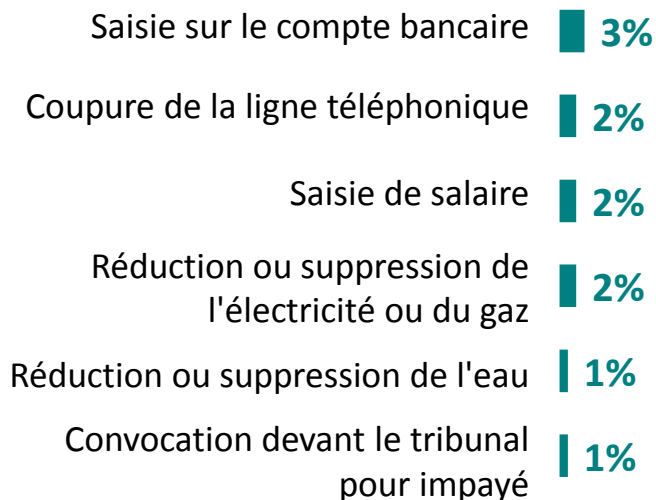 Saisie sur le compte bancaire 3%
Coupure de la ligne téléphonique 2%
Saisie de salaire 2%
Réduction ou suppression de
l'électricité ou du gaz 2%
Réduction ou suppression de l'eau 1%
Convocation devant le tribunal
pour impayé 1%